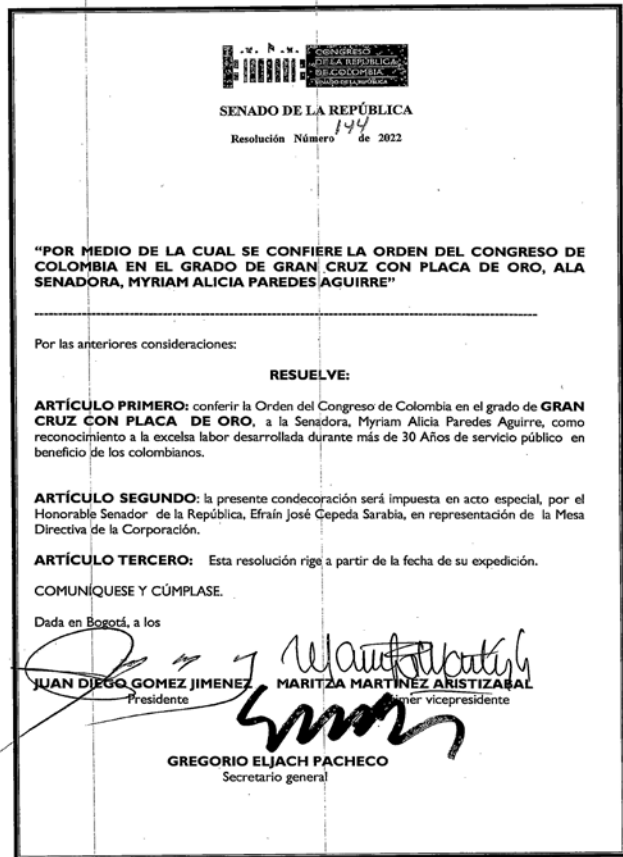 CONGRESO
DE LA REPÚBLICA
DE COLOMBIA
SENADO DE LA REPÚBLICA
SENADO DE LA REPÚBLICA
Resolución Número 144 de 2022
“POR MEDIO DE LA CUAL SE CONFIERE LA ORDEN DEL CONGRESO DE
COLOMBIA EN EL GRADO DE GRAN CRUZ CON PLACA DE ORO, ALA
SENADORA, MYRIAM ALICIA PAREDES AGUIRRE”
Por las anteriores consideraciones:
RESUELVE:
ARTÍCULO PRIMERO: conferir la Orden del Congreso de Colombia en el grado de GRAN
CRUZ CON PLACA DE ORO, a la Senadora, Myriam Alicia Paredes Aguirre, como
reconocimiento a la excelsa labor desarrollada durante más de 30 Años de servicio público en
beneficio de los colombianos.
ARTÍCULO SEGUNDO: la presente condecoración será impuesta en acto especial, por el
Honorable Senador de la República, Efraín José Cepeda Sarabia, en representación de la Mesa
Directiva de la Corporación.
ARTÍCULO TERCERO: Esta resolución rige a partir de la fecha de su expedición.
COMUNÍQUESE Y CÚMPLASE.
Dada en Bogotá, a los
JUAN DIEGO GOMEZ JIMENEZ MARITZA MARTÍNEZ ARISTIZABAL
Presidente Primer vicepresidente
GREGORIO ELJACH PACHECO
Secretario general